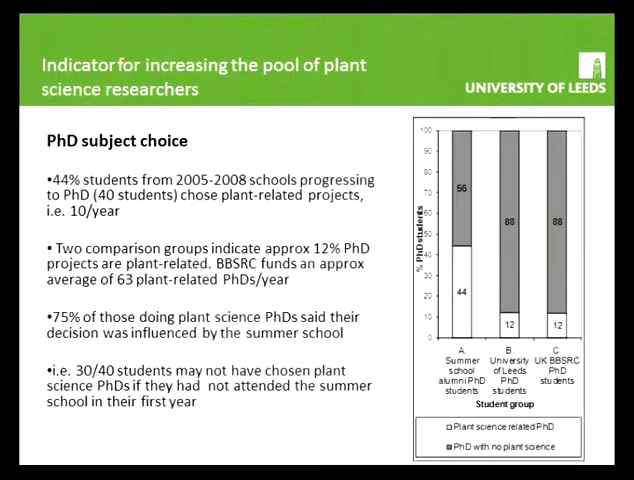 Indicator for increasing the pool of plant
science researchers
UNIVERSITY OF LEEDS
PhD subject choice
•44% students from 2005-2008 schools progressing
to PhD (40 students) chose plant-related projects,
i.e. 10/year
• Two comparison groups indicate approx 12% PhD
projects are plant-related. BBSRC funds an approx
average of 63 plant-related PhDs/year
•75% of those doing plant science PhDs said their
decision was influenced by the summer school
•i.e. 30/40 students may not have chosen plant
science PhDs if they had not attended the summer
school in their first year
% PhD students
100
90
80
70
60
50
40
30
20
10
0
56
44
88
12
88
12
A.
Summer
school
alumni PhD
students
B.
University
of Leeds
PhD
students
C.
UK BBSRC
PhD
students
Student group
Plant science related PhD
PhD with no plant science